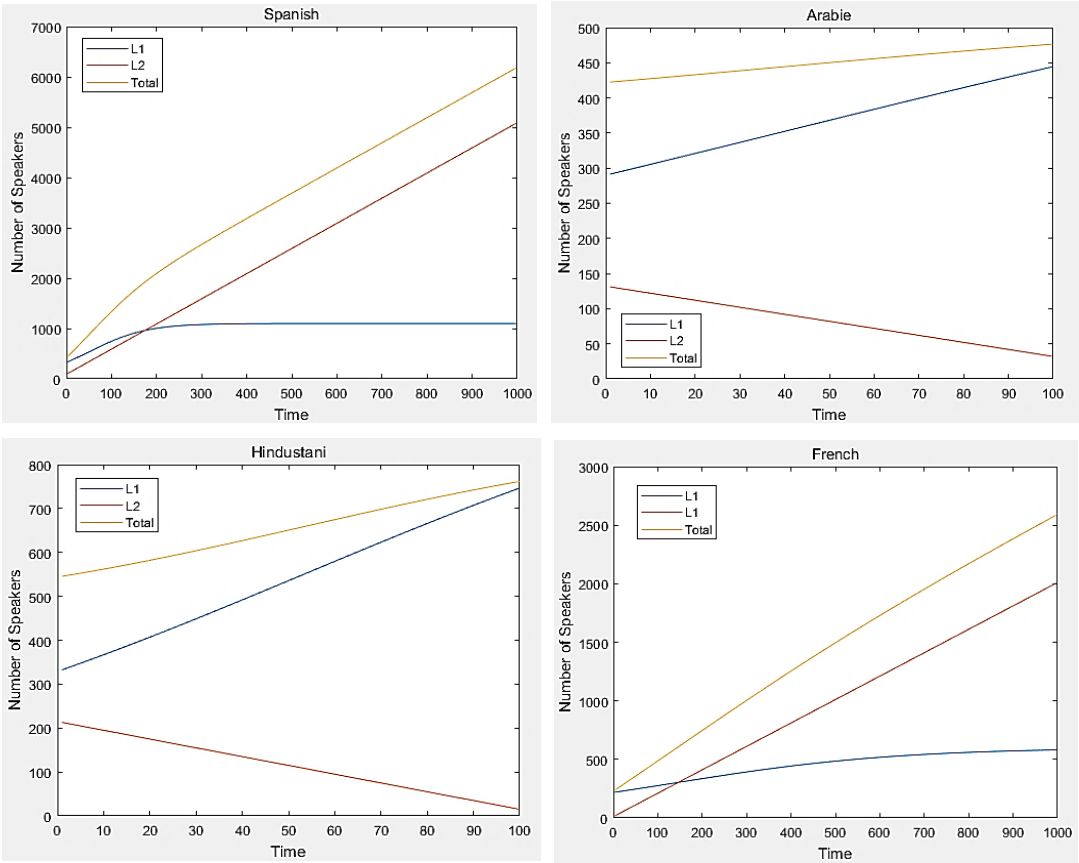 Spanish
7000
6000
5000
4000
3000
2000
1000
0
Number of Speakers
L1
L2
Total
0 100 200 300 400 500 600 700 800 900 1000
Time
Arabie
500
450
400
350
300
250
200
150
100
50
0
Number of Speakers
L1
L2
Total
0 10 20 30 40 50 60 70 80 90 100
Time
Hindustani
800
700
600
500
400
300
200
100
0
Number of Speakers
L1
L2
Total
0 10 20 30 40 50 60 70 80 90 100
Time
French
3000
2500
2000
1500
1000
500
0
Number of Speakers
L1
L1
Total
0 100 200 300 400 500 600 700 800 900 1000
Time